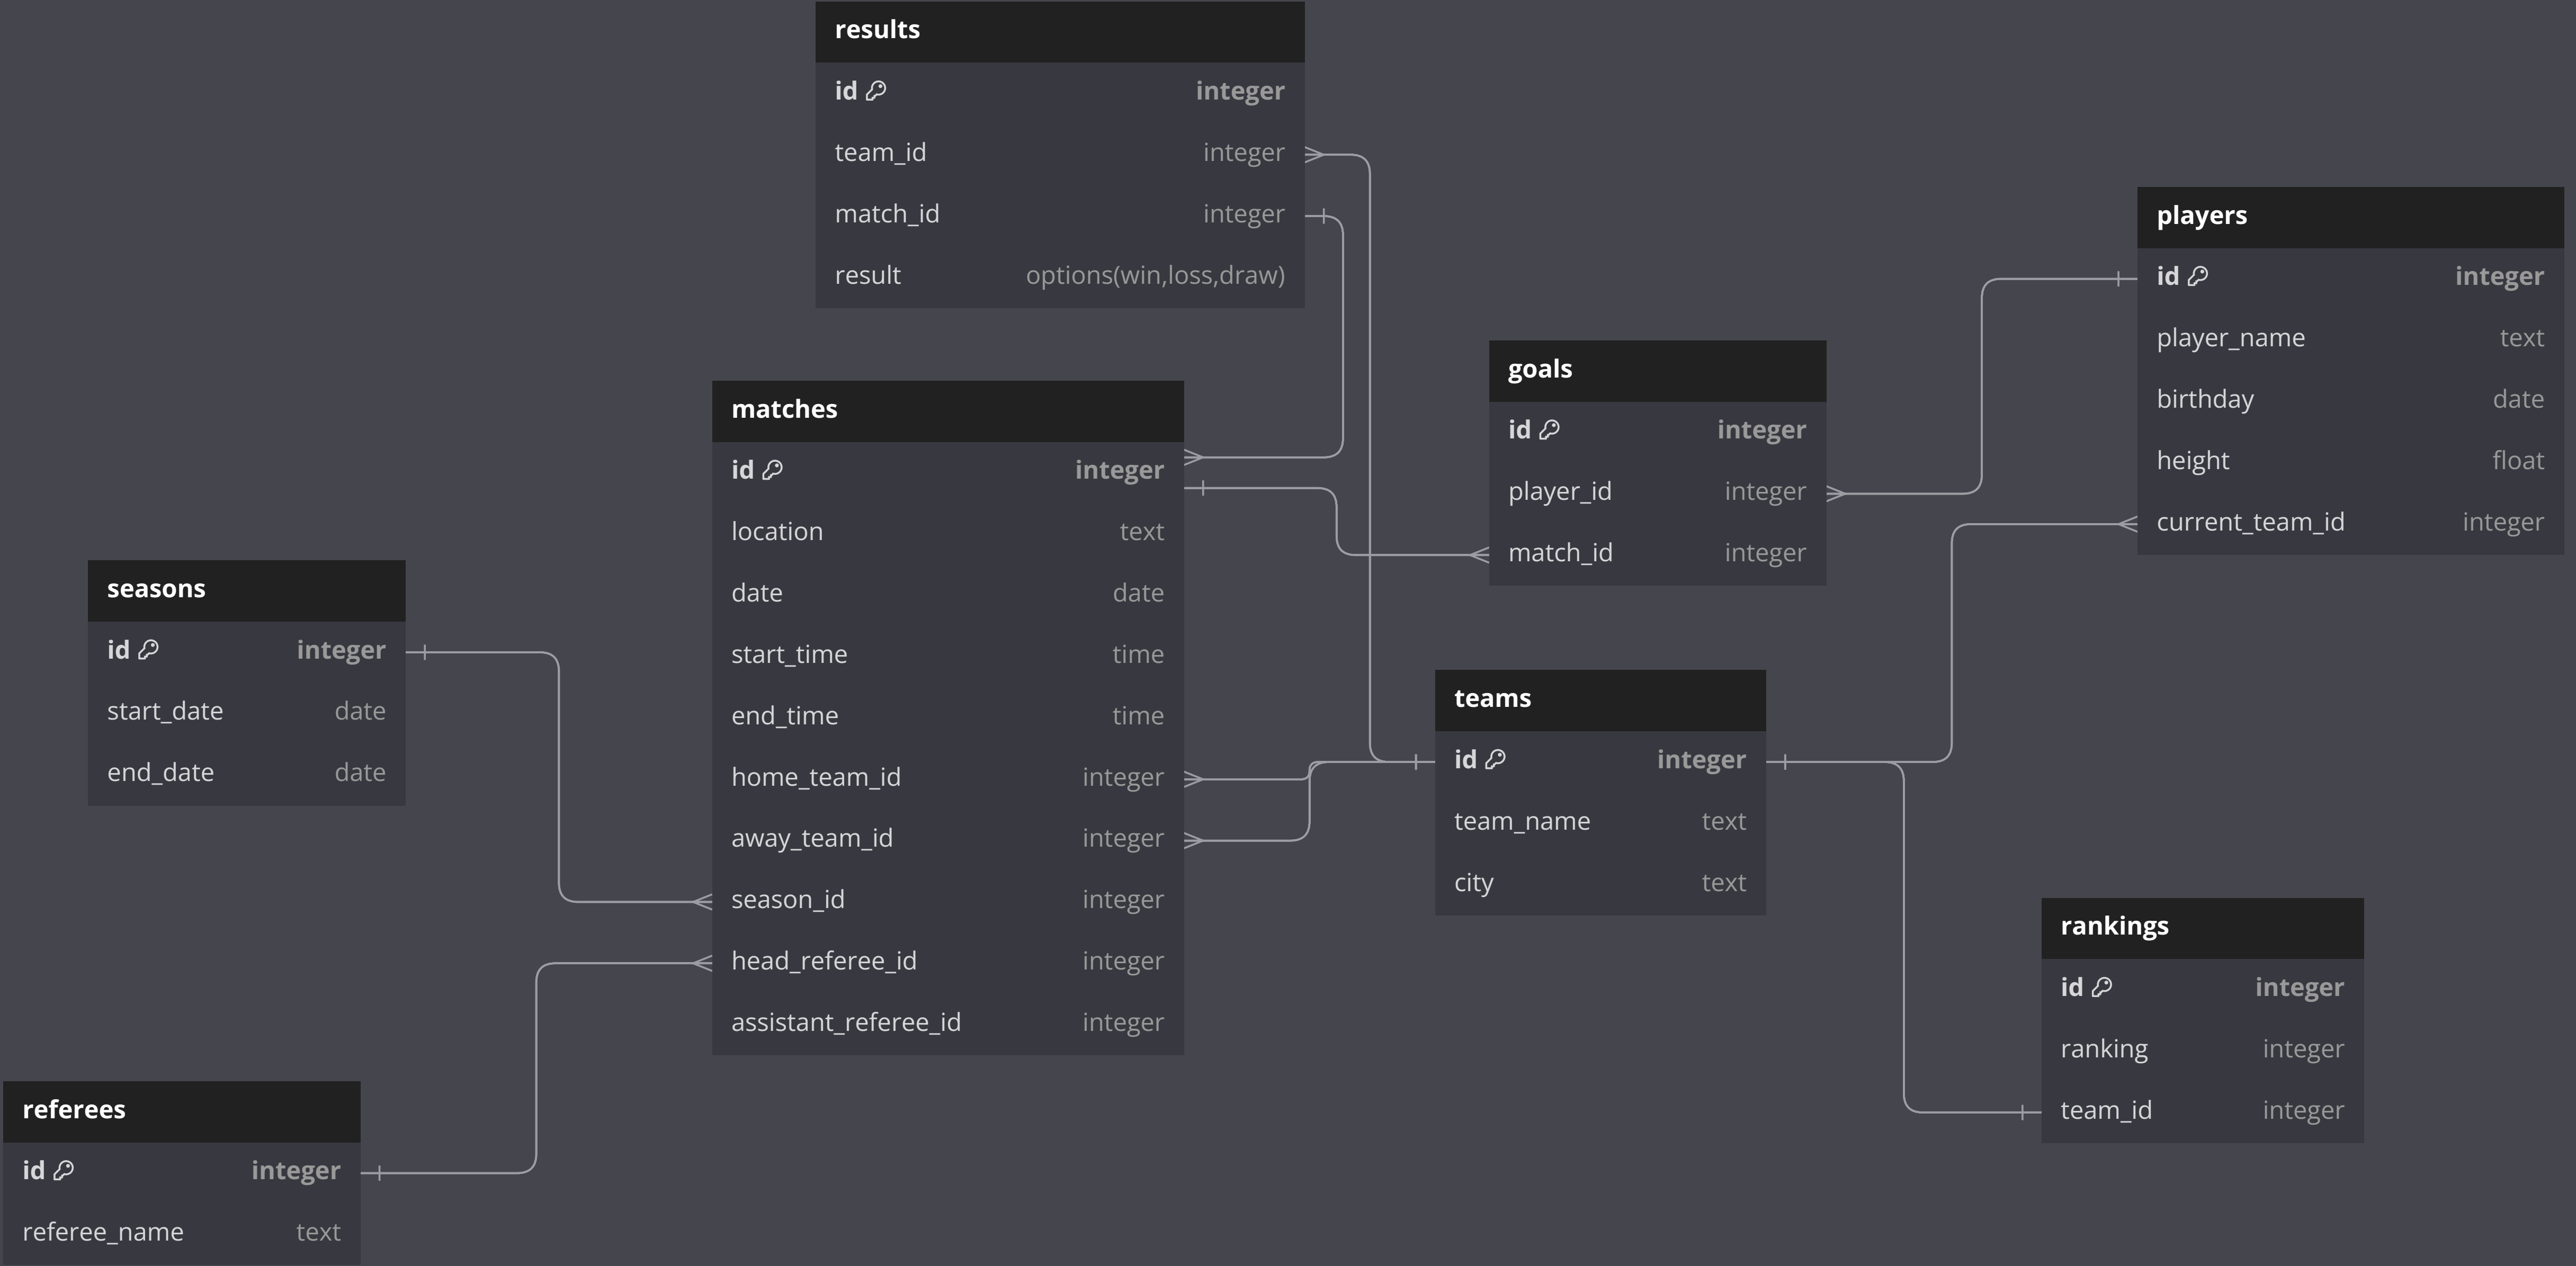 results
id integer
team_id integer
match_id integer
result options(win,loss,draw)
players
id integer
player_name text
birthday date
height float
current_team_id integer
goals
id integer
player_id integer
match_id integer
matches
id integer
location text
date date
start_time time
end_time time
home_team_id integer
away_team_id integer
season_id integer
head_referee_id integer
assistant_referee_id integer
seasons
id integer
start_date date
end_date date
teams
id integer
team_name text
city text
rankings
id integer
ranking integer
team_id integer
referees
id integer
referee_name text